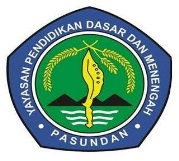 YAYASAN PENDIDIKAN DASAR DAN MENENGAH
PASUNDAN